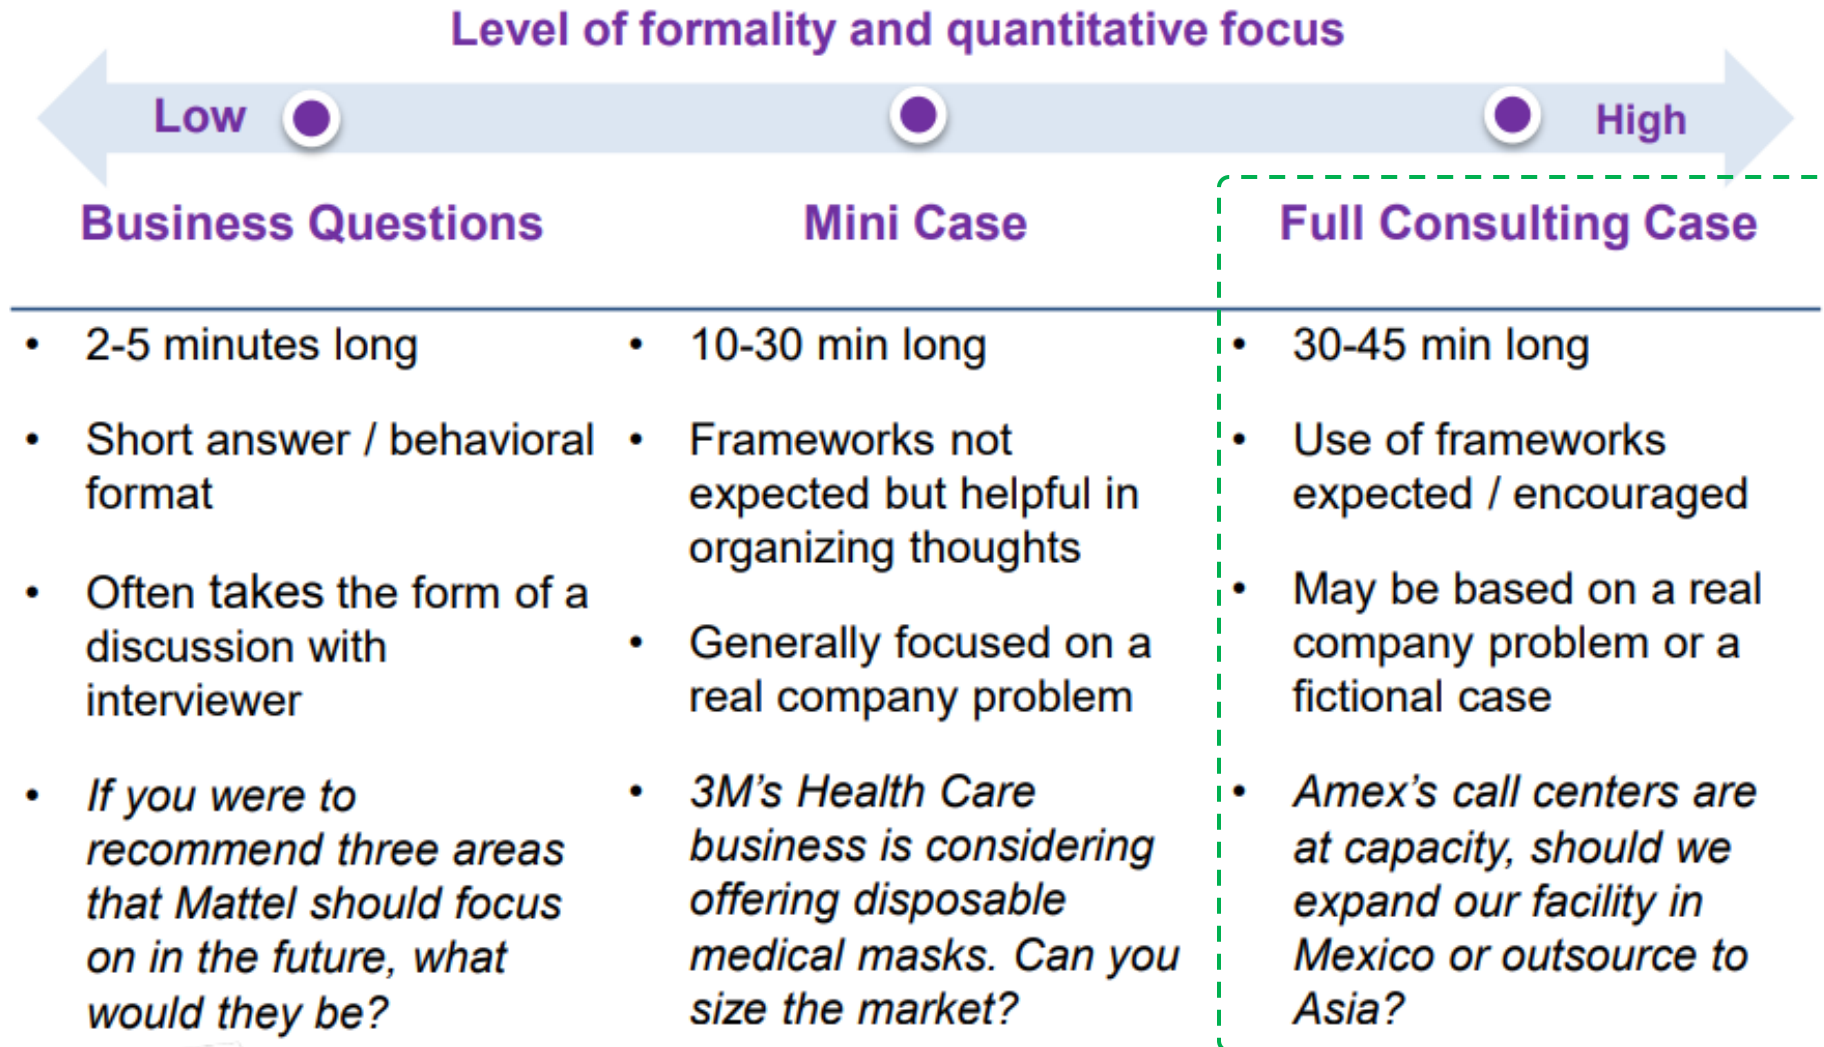 Level of formality and quantitative focus
Low
High
Business Questions
Mini Case
Full Consulting Case
• 2-5 minutes long
• Short answer / behavioral
format
• Often takes the form of a
discussion with
interviewer
• If you were to
recommend three areas
that Mattel should focus
on in the future, what
would they be?
• 10-30 min long
• Frameworks not
expected but helpful in
organizing thoughts
• Generally focused on a
real company problem
• 3M’s Health Care
business is considering
offering disposable
medical masks. Can you
size the market?
• 30-45 min long
• Use of frameworks
expected / encouraged
• May be based on a real
company problem or a
fictional case
• Amex’s call centers are
at capacity, should we
expand our facility in
Mexico or outsource to
Asia?